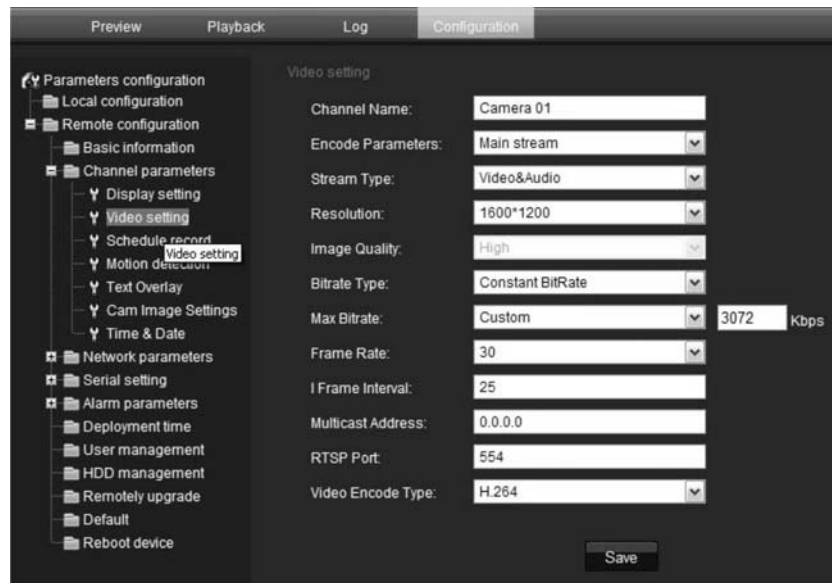 Preview Playback Log Configuration
Parameters configuration
Local configuration
Remote configuration
Basic information
Channel parameters
Display setting
Video setting
Schedule record
Video setting
Motion detection
Text Overlay
Cam Image Settings
Time & Date
Network parameters
Serial setting
Alarm parameters
Deployment time
User management
HDD management
Remotely upgrade
Default
Reboot device
Video setting
Channel Name: Camera 01
Encode Parameters: Main stream
Stream Type: Video&Audio
Resolution: 1600*1200
Image Quality: High
Bitrate Type: Constant BitRate
Max Bitrate: Custom 3072 Kbps
Frame Rate: 30
I Frame Interval: 25
Multicast Address: 0.0.0.0
RTSP Port: 554
Video Encode Type: H.264
Save